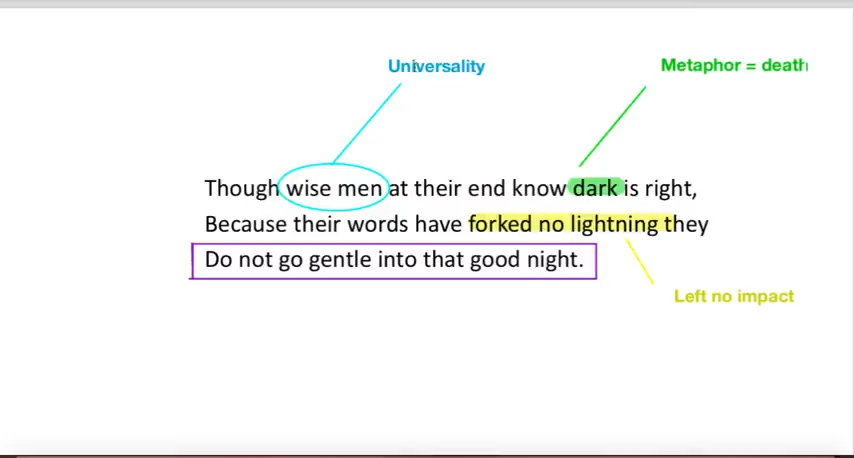 Universality
Metaphor = death
Though wise men at their end know dark is right,
Because their words have forked no lightning they
Do not go gentle into that good night.
Left no impact